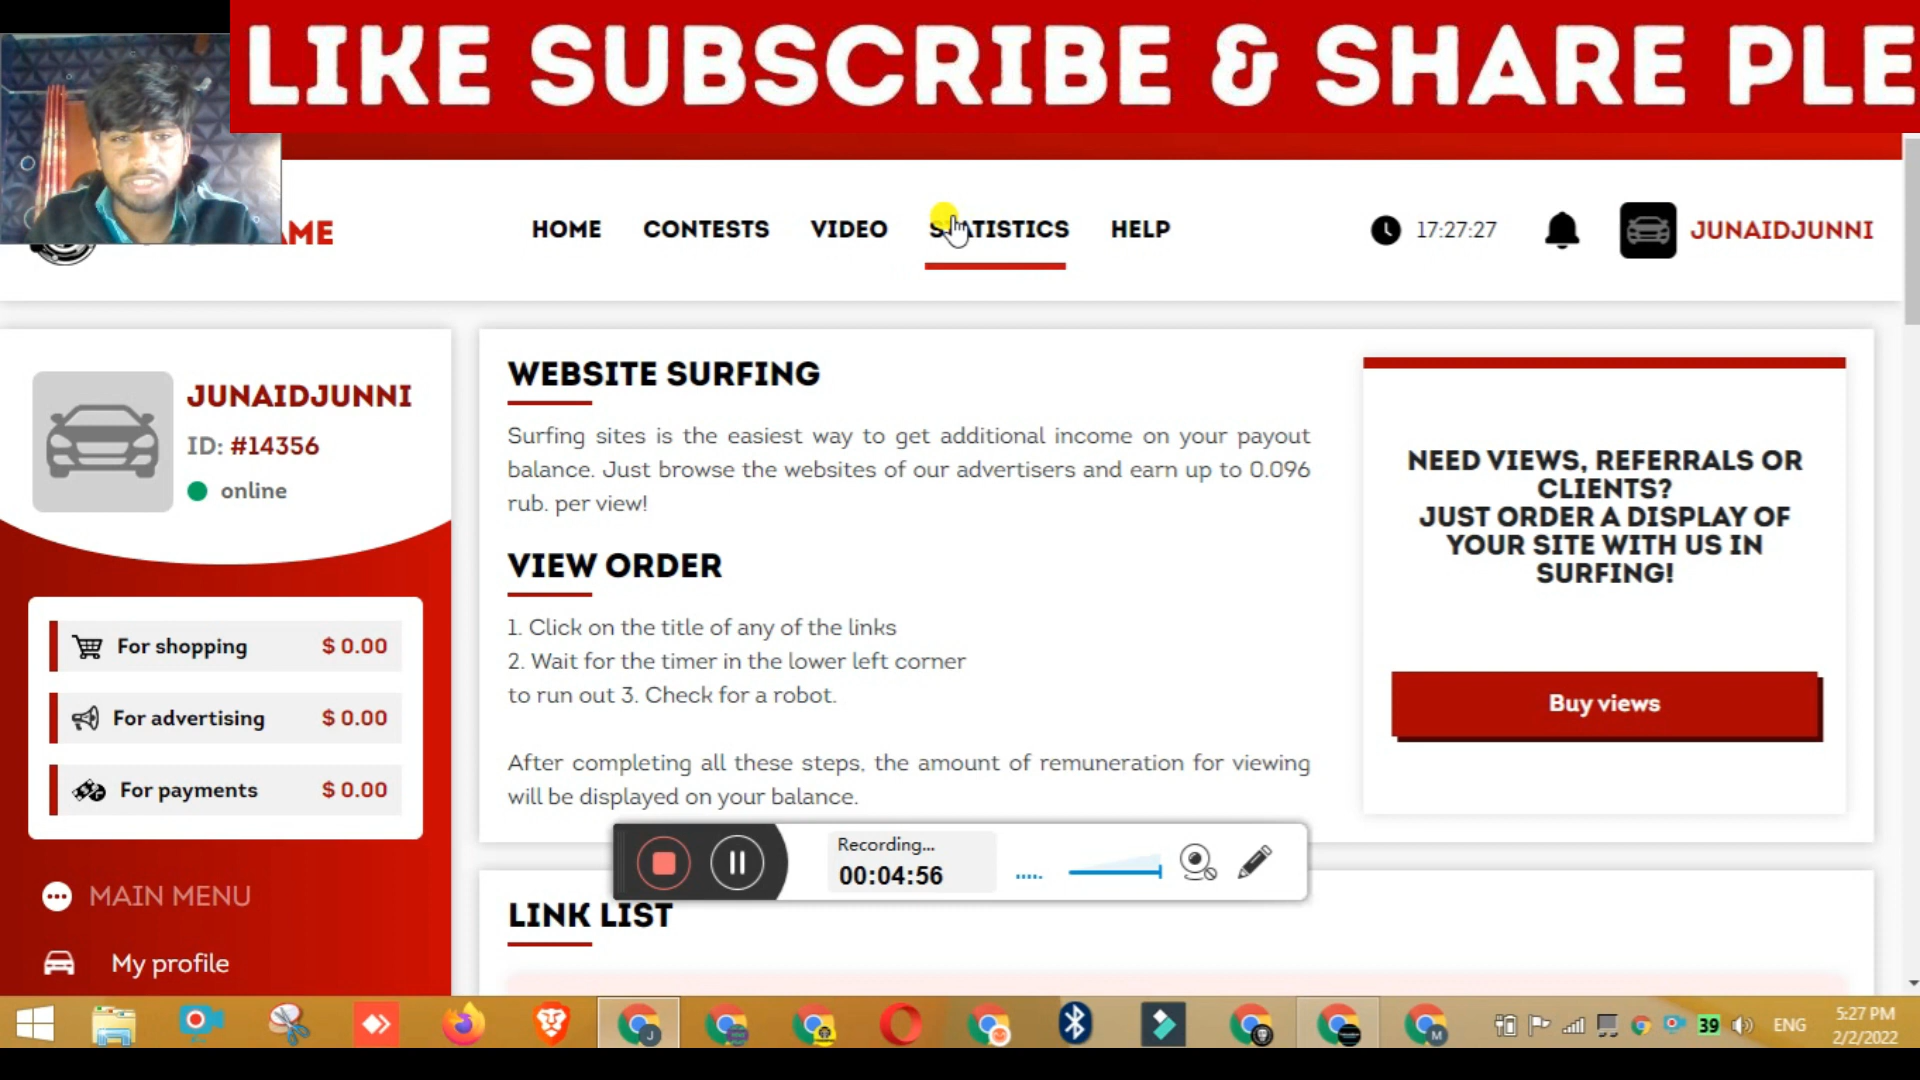 LIKE SUBSCRIBE & SHARE PLE
AME
HOME CONTESTS VIDEO STATISTICS HELP 17:27:27 JUNAIDJUNNI
JUNAIDJUNNI
ID: #14356
online
For shopping $ 0.00
For advertising $ 0.00
For payments $ 0.00
MAIN MENU
My profile
WEBSITE SURFING
Surfing sites is the easiest way to get additional income on your payout
balance. Just browse the websites of our advertisers and earn up to 0.096
rub. per view!
VIEW ORDER
1. Click on the title of any of the links
2. Wait for the timer in the lower left corner
to run out 3. Check for a robot.
After completing all these steps, the amount of remuneration for viewing
will be displayed on your balance.
NEED VIEWS, REFERRALS OR
CLIENTS?
JUST ORDER A DISPLAY OF
YOUR SITE WITH US IN
SURFING!
Buy views
Recording...
00:04:56
LINK LIST
J
M
39
ENG
5:27 PM
2/2/2022